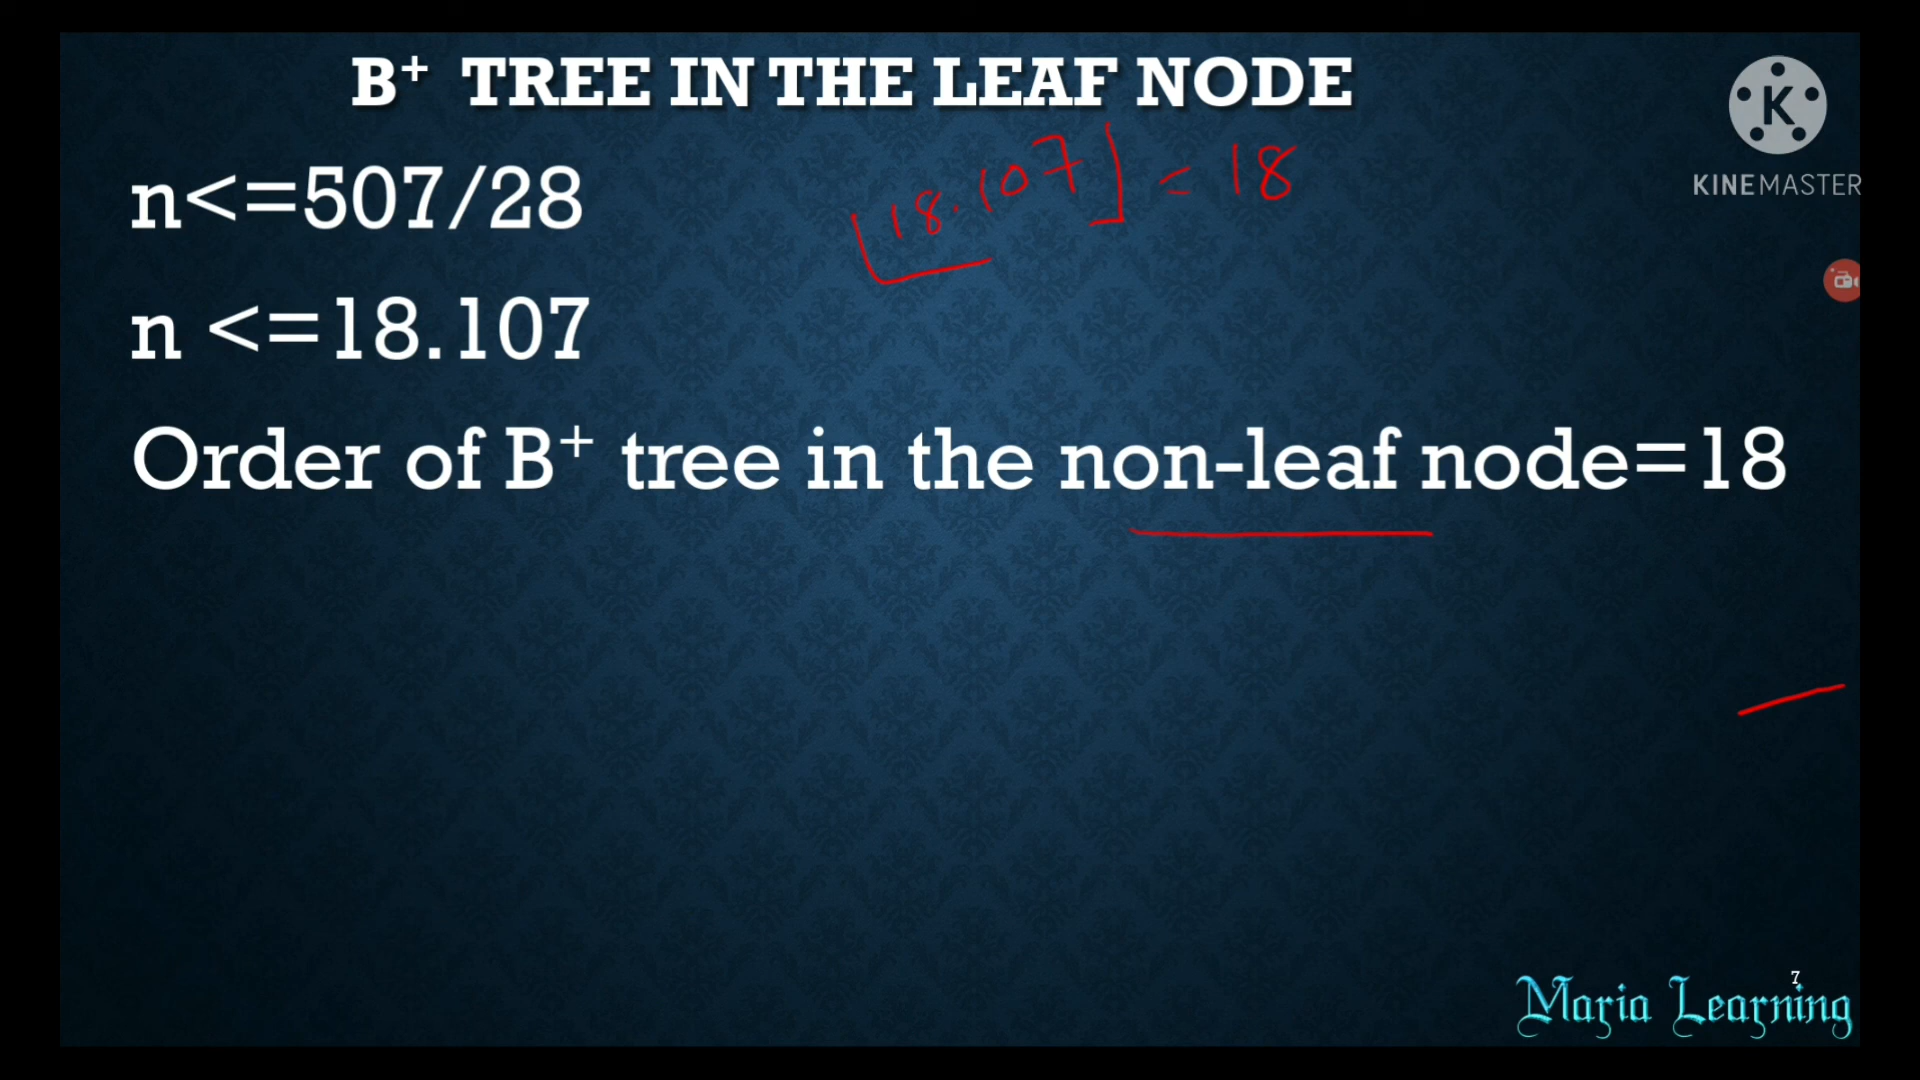 B⁺ TREE IN THE LEAF NODE
n<=507/28
⌊18.107⌋ = 18
K
KINEMASTER
n <=18.107
Order of B⁺ tree in the non-leaf node=18
7
Maria Learning